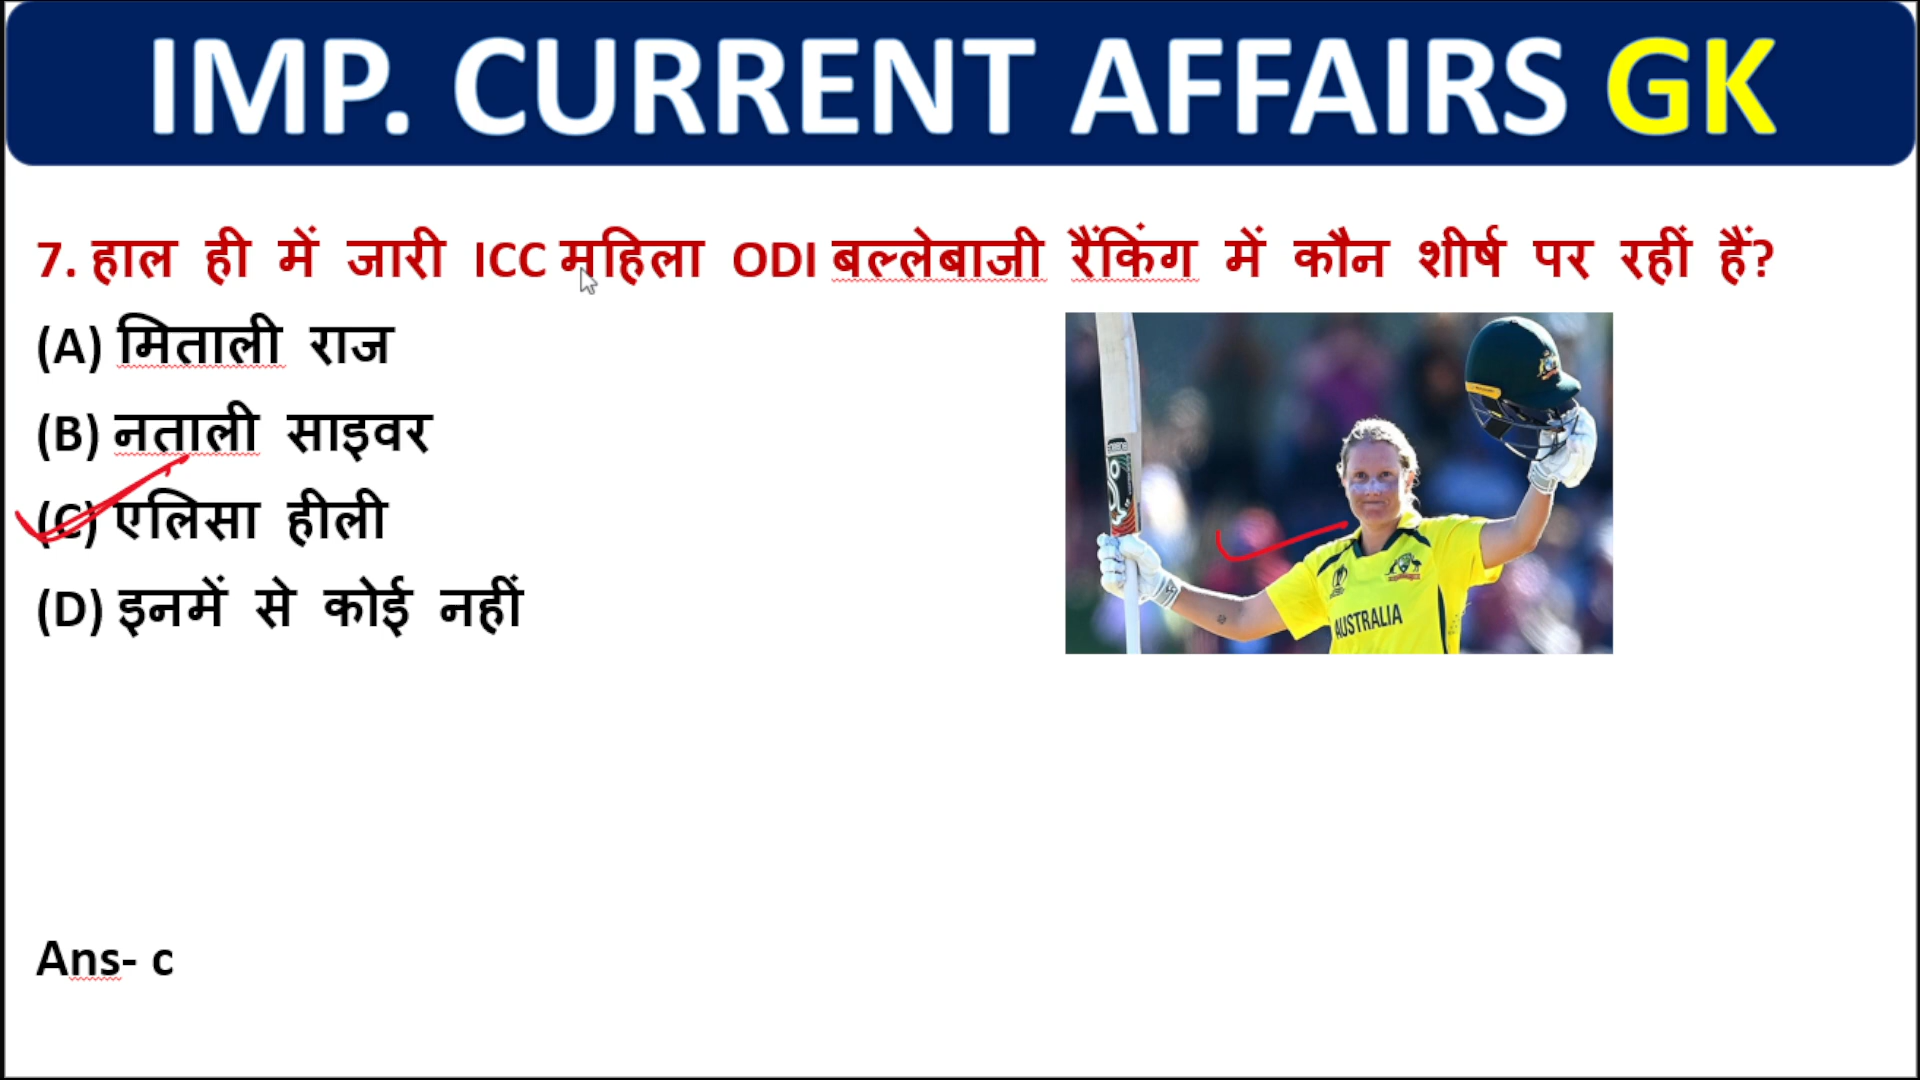 IMP. CURRENT AFFAIRS GK
7. हाल ही में जारी ICC महिला ODI बल्लेबाजी रैंकिंग में कौन शीर्ष पर रहीं हैं?
(A) मिताली राज
(B) नताली साइवर
(C) एलिसा हीली
(D) इनमें से कोई नहीं
AUSTRALIA
Ans- c